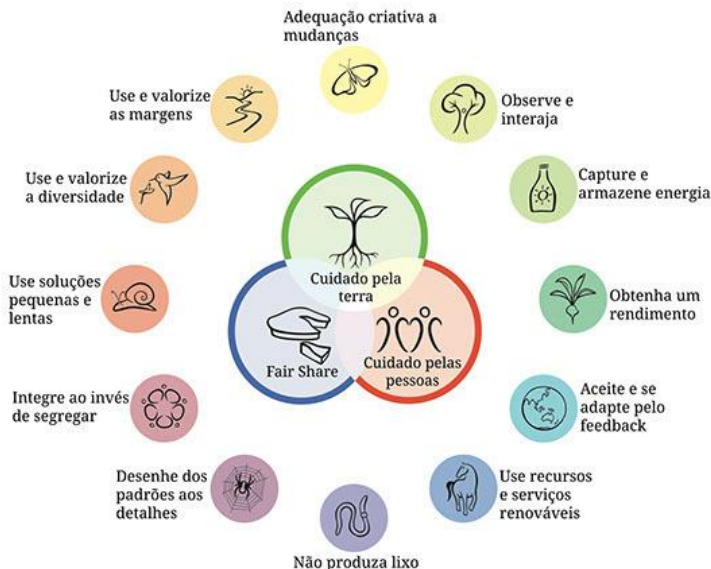 Adequação criativa a
mudanças
Observe e
interaja
Capture e
armazene energia
Obtenha um
rendimento
Aceite e se
adapte pelo
feedback
Use recursos
e serviços
renováveis
Não produza lixo
Desenhe dos
padrões aos
detalhes
Integre ao invés
de segregar
Use soluções
pequenas e
lentas
Use e valorize
a diversidade
Use e valorize
as margens
Cuidado pela
terra
Fair Share
Cuidado pelas
pessoas